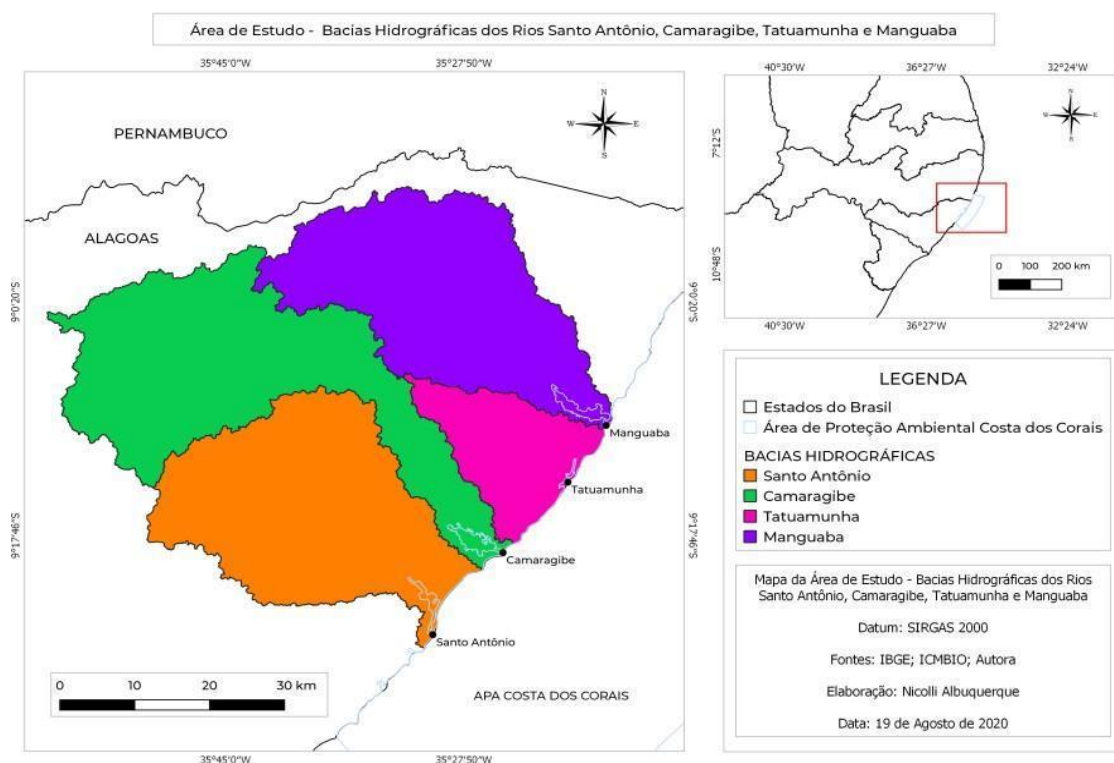 Área de Estudo - Bacias Hidrográficas dos Rios Santo Antônio, Camaragibe, Tatuamunha e Manguaba
35°45'0"W
35°27'50"W
PERNAMBUCO
ALAGOAS
N
W
E
S
9°0'20"S
9°0'20"S
9°17'46"S
9°17'46"S
Manguaba
Tatuamunha
Camaragibe
Santo Antônio
APA COSTA DOS CORAIS
0
10
20
30 km
35°45'0"W
35°27'50"W
40°30'W
36°27'W
32°24'W
7°12'S
10°48'S
N
W
E
S
0
100
200 km
40°30'W
36°27'W
32°24'W
LEGENDA
Estados do Brasil
Área de Proteção Ambiental Costa dos Corais
BACIAS HIDROGRÁFICAS
Santo Antônio
Camaragibe
Tatuamunha
Manguaba
Mapa da Área de Estudo - Bacias Hidrográficas dos Rios
Santo Antônio, Camaragibe, Tatuamunha e Manguaba
Datum: SIRGAS 2000
Fontes: IBGE; ICMBIO; Autora
Elaboração: Nicolli Albuquerque
Data: 19 de Agosto de 2020